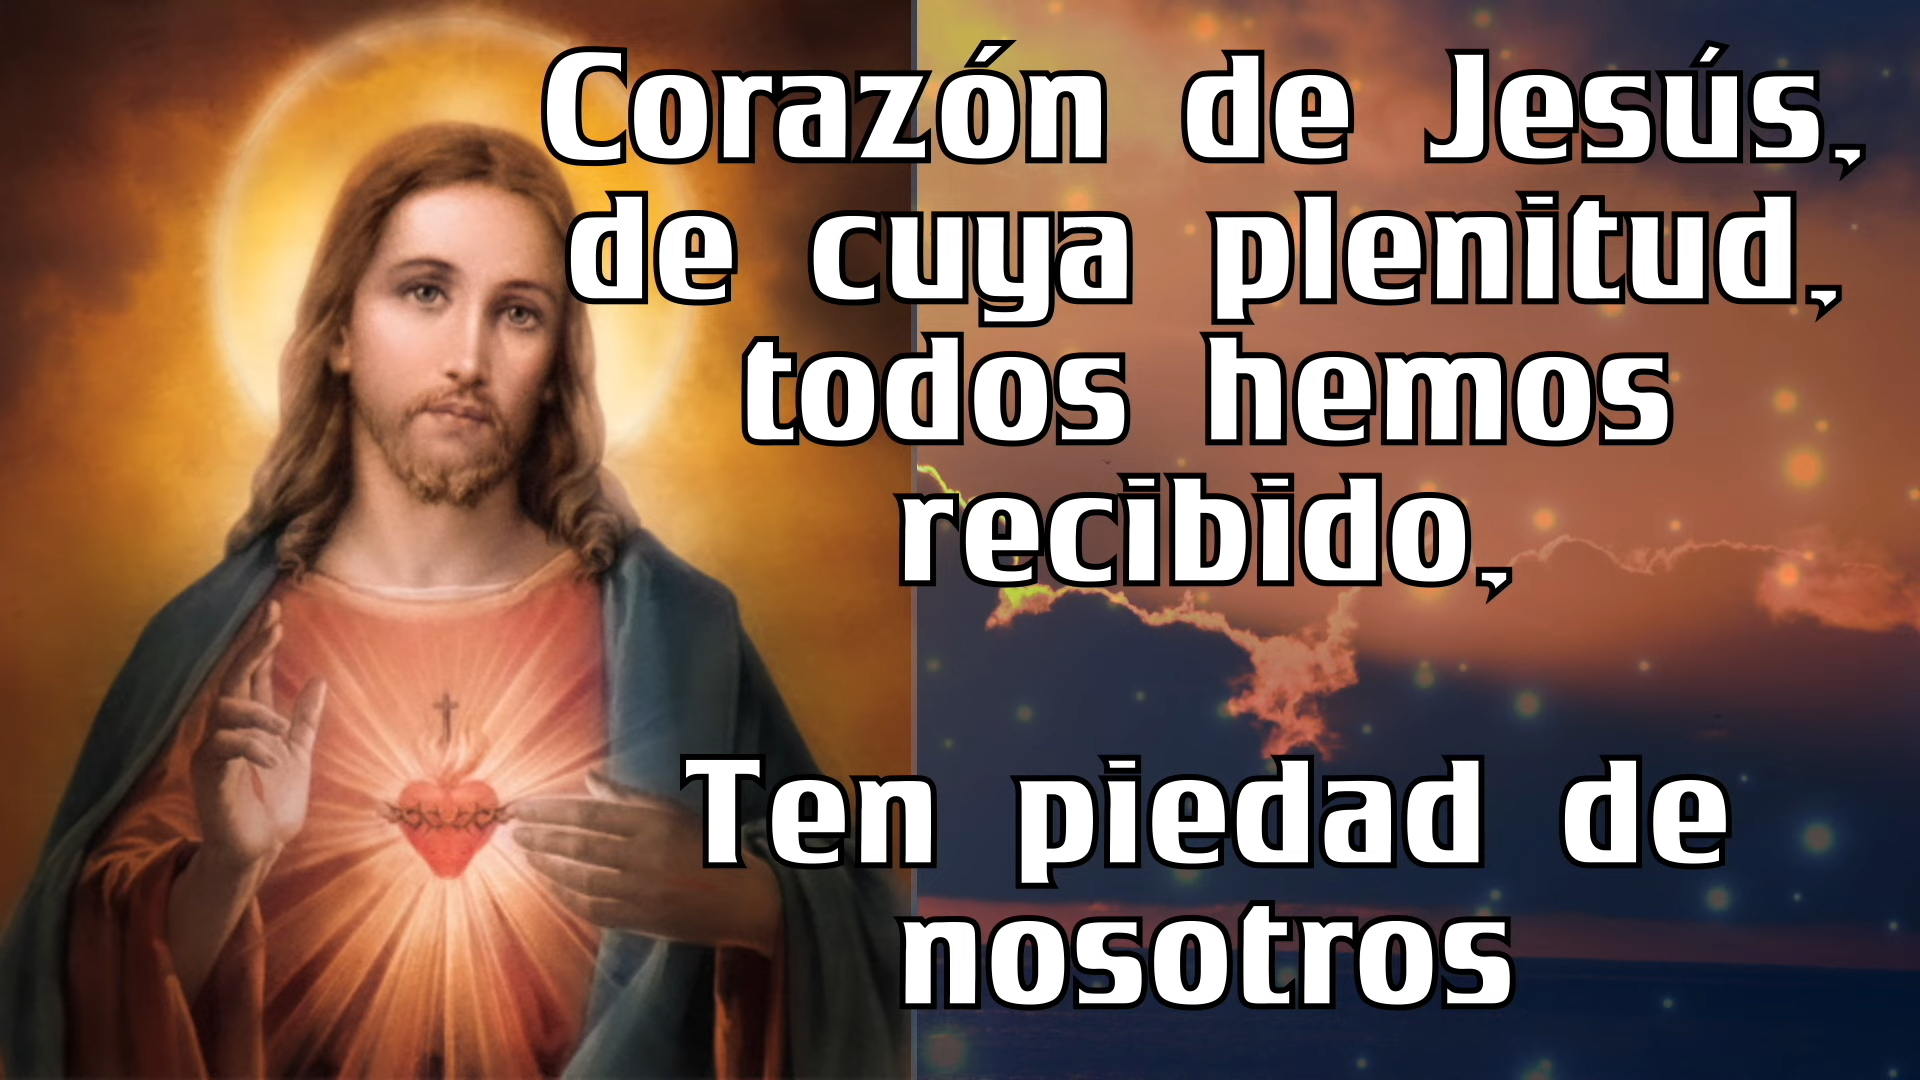 Corazón de Jesús,
de cuya plenitud,
todos hemos
recibido,
Ten piedad de
nosotros